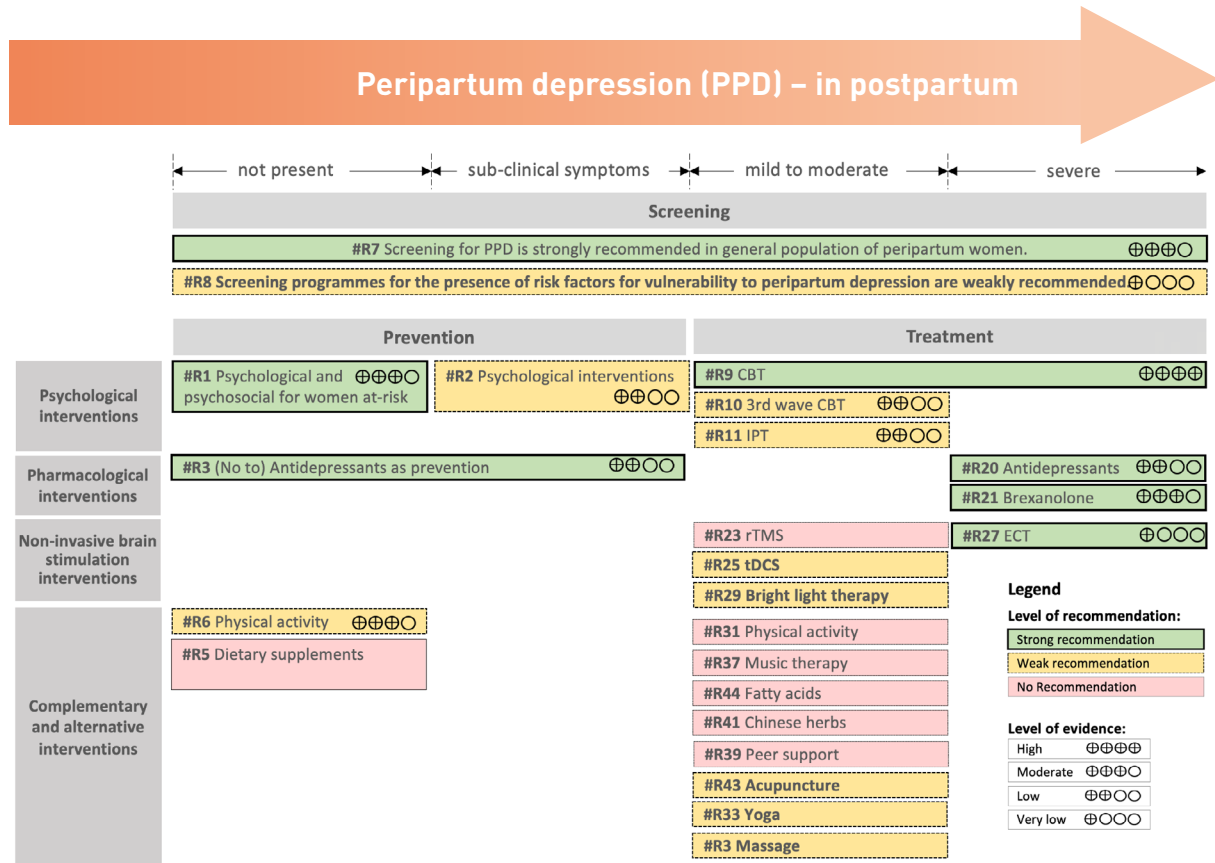 Peripartum depression (PPD) – in postpartum
not present
sub-clinical symptoms
mild to moderate
severe
Screening
#R7 Screening for PPD is strongly recommended in general population of peripartum women. ⊕⊕⊕◯
#R8 Screening programmes for the presence of risk factors for vulnerability to peripartum depression are weakly recommended. ⊕◯◯◯
Prevention
Treatment
Psychological
interventions
#R1 Psychological and ⊕⊕⊕◯
psychosocial for women at-risk
#R2 Psychological interventions
⊕⊕◯◯
#R9 CBT ⊕⊕⊕⊕
#R10 3rd wave CBT ⊕⊕◯◯
#R11 IPT ⊕⊕◯◯
Pharmacological
interventions
#R3 (No to) Antidepressants as prevention ⊕⊕◯◯
#R20 Antidepressants ⊕⊕◯◯
#R21 Brexanolone ⊕⊕⊕◯
Non-invasive brain
stimulation
interventions
#R23 rTMS
#R27 ECT ⊕◯◯◯
#R25 tDCS
#R29 Bright light therapy
Complementary
and alternative
interventions
#R6 Physical activity ⊕⊕⊕◯
#R5 Dietary supplements
#R31 Physical activity
#R37 Music therapy
#R44 Fatty acids
#R41 Chinese herbs
#R39 Peer support
#R43 Acupuncture
#R33 Yoga
#R3 Massage
Legend
Level of recommendation:
Strong recommendation
Weak recommendation
No Recommendation
Level of evidence:
High ⊕⊕⊕⊕
Moderate ⊕⊕⊕◯
Low ⊕⊕◯◯
Very low ⊕◯◯◯